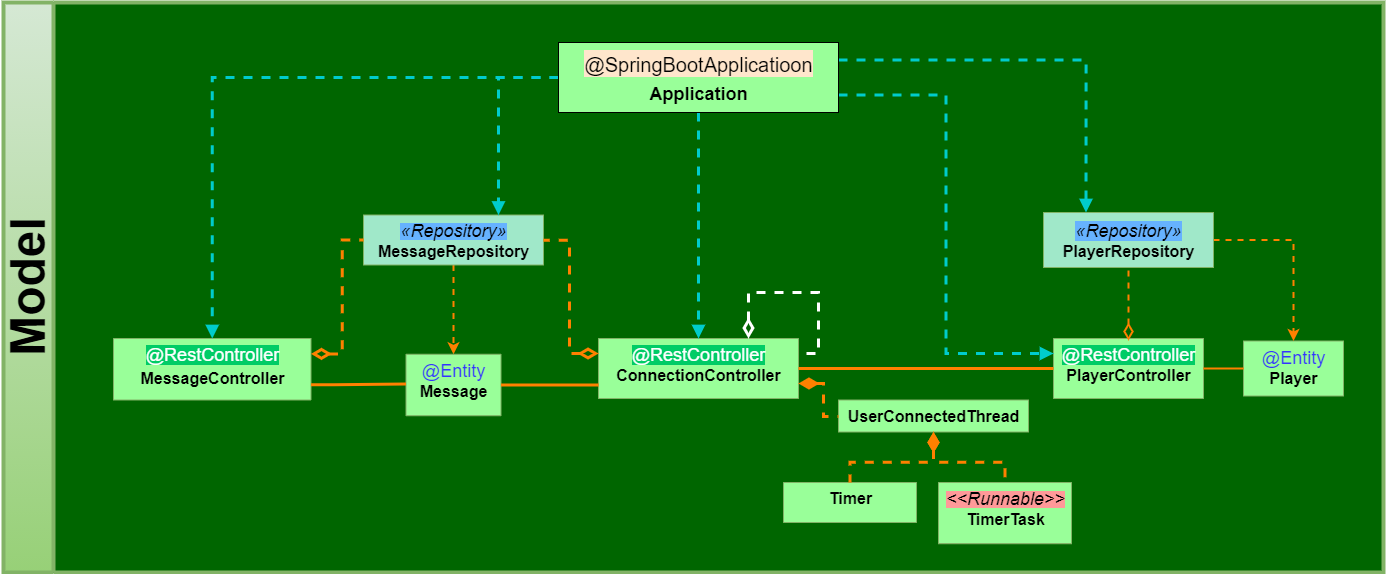 Model
@SpringBootApplicatioon
Application
«Repository»
MessageRepository
«Repository»
PlayerRepository
@RestController
MessageController
@Entity
Message
@RestController
ConnectionController
@RestController
PlayerController
@Entity
Player
UserConnectedThread
Timer
<<Runnable>>
TimerTask